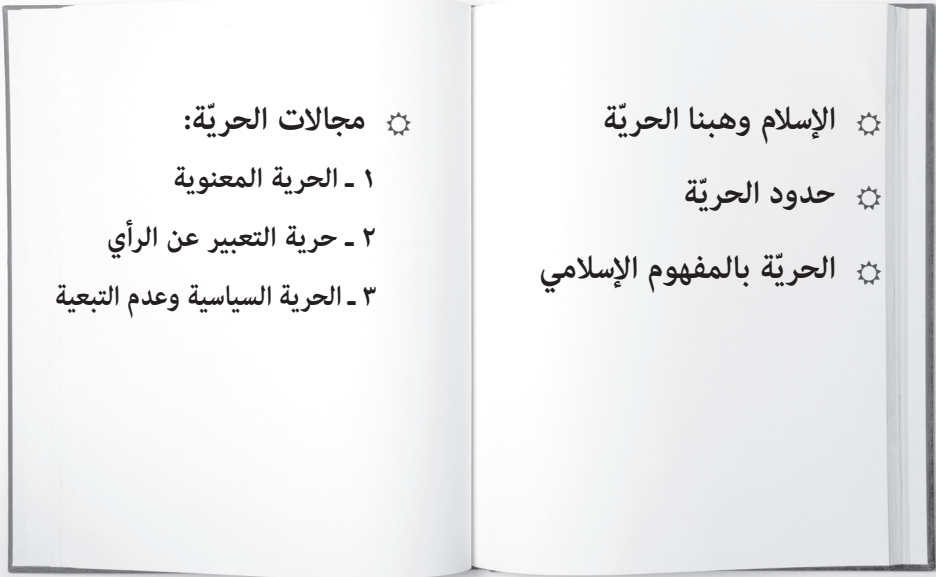 الإسلام وهبنا الحريّة
حدود الحريّة
الحريّة بالمفهوم الإسلامي
مجالات الحريّة:
١ ـ الحرية المعنوية
٢ ـ حرية التعبير عن الرأي
٣ ـ الحرية السياسية وعدم التبعية